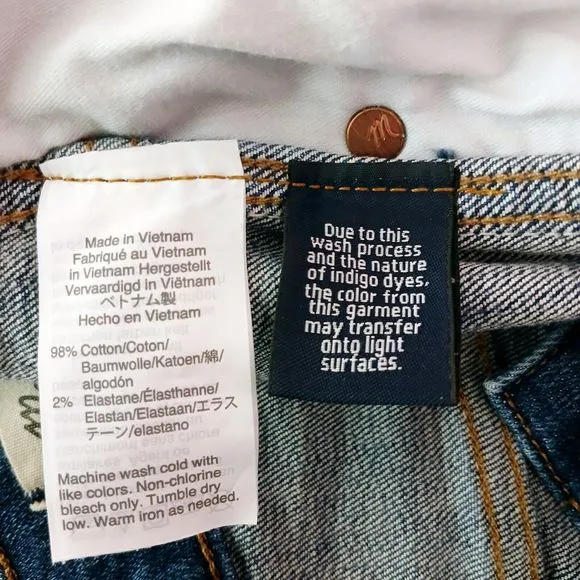 m
Made in Vietnam
Fabriqué au Vietnam
in Vietnam Hergestellt
Vervaardigd in Viëtnam
ベトナム製
Hecho en Vietnam
98% Cotton/Coton/
Baumwolle/Katoen/綿/
algodón
2% Elastane/Élasthanne/
Elastan/Elastaan/エラス
テーン/elastano
Machine wash cold with
like colors. Non-chlorine
bleach only. Tumble dry
low. Warm iron as needed.
Due to this
wash process
and the nature
of indigo dyes,
the color from
this garment
may transfer
onto light
surfaces.